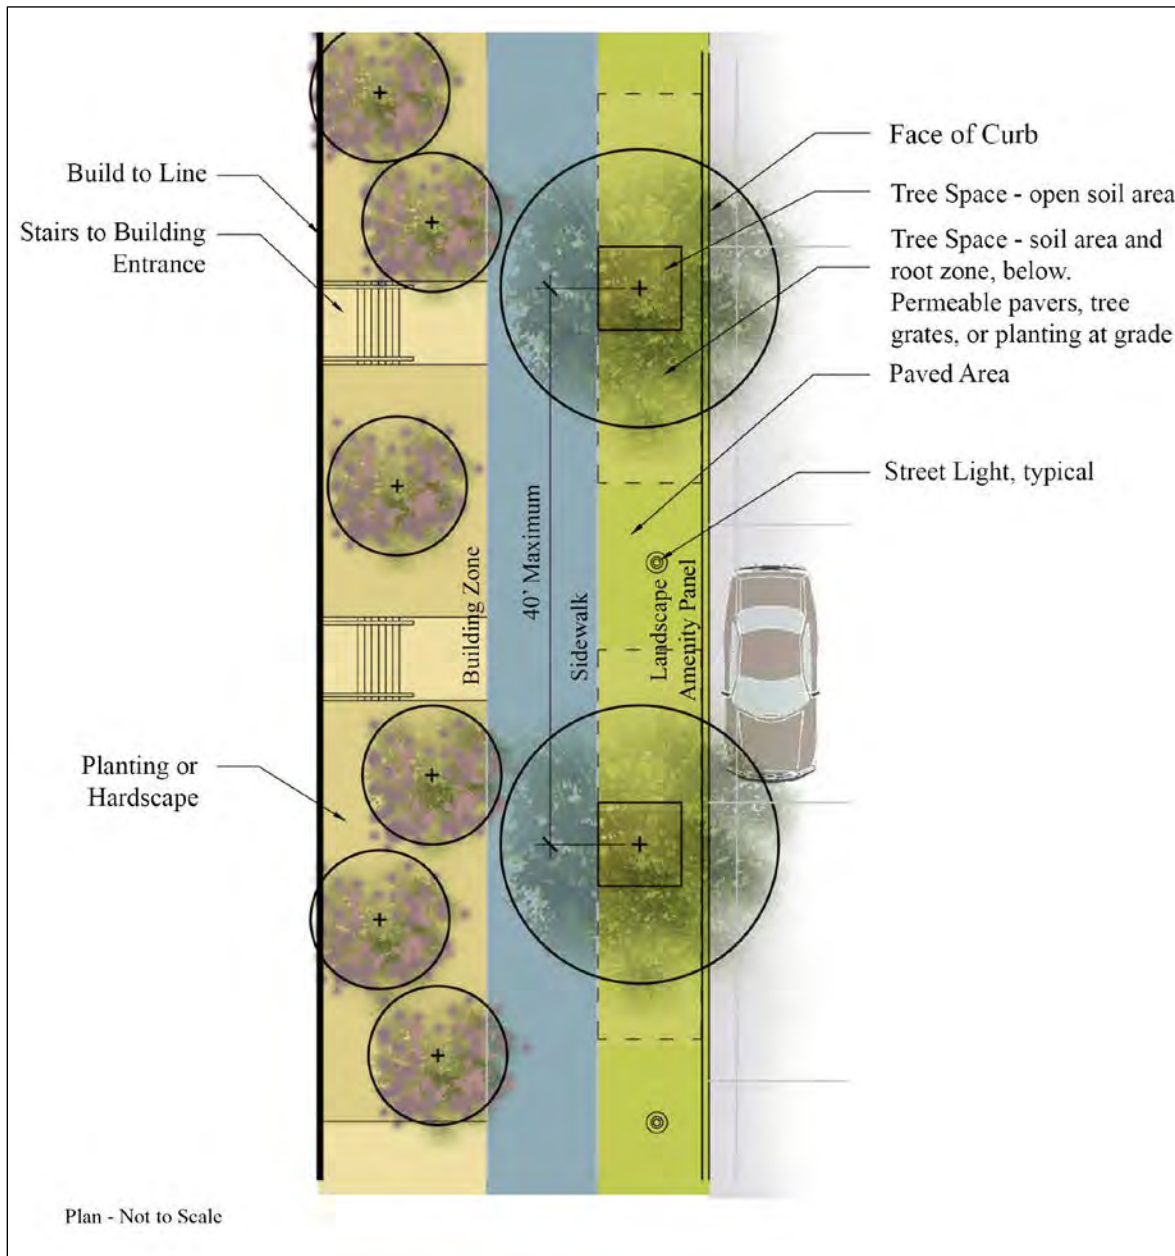 Build to Line
Stairs to Building
Entrance
Planting or
Hardscape
Building Zone
40’ Maximum
Sidewalk
Landscape
Amenity Panel
Face of Curb
Tree Space - open soil area
Tree Space - soil area and
root zone, below.
Permeable pavers, tree
grates, or planting at grade
Paved Area
Street Light, typical
Plan - Not to Scale